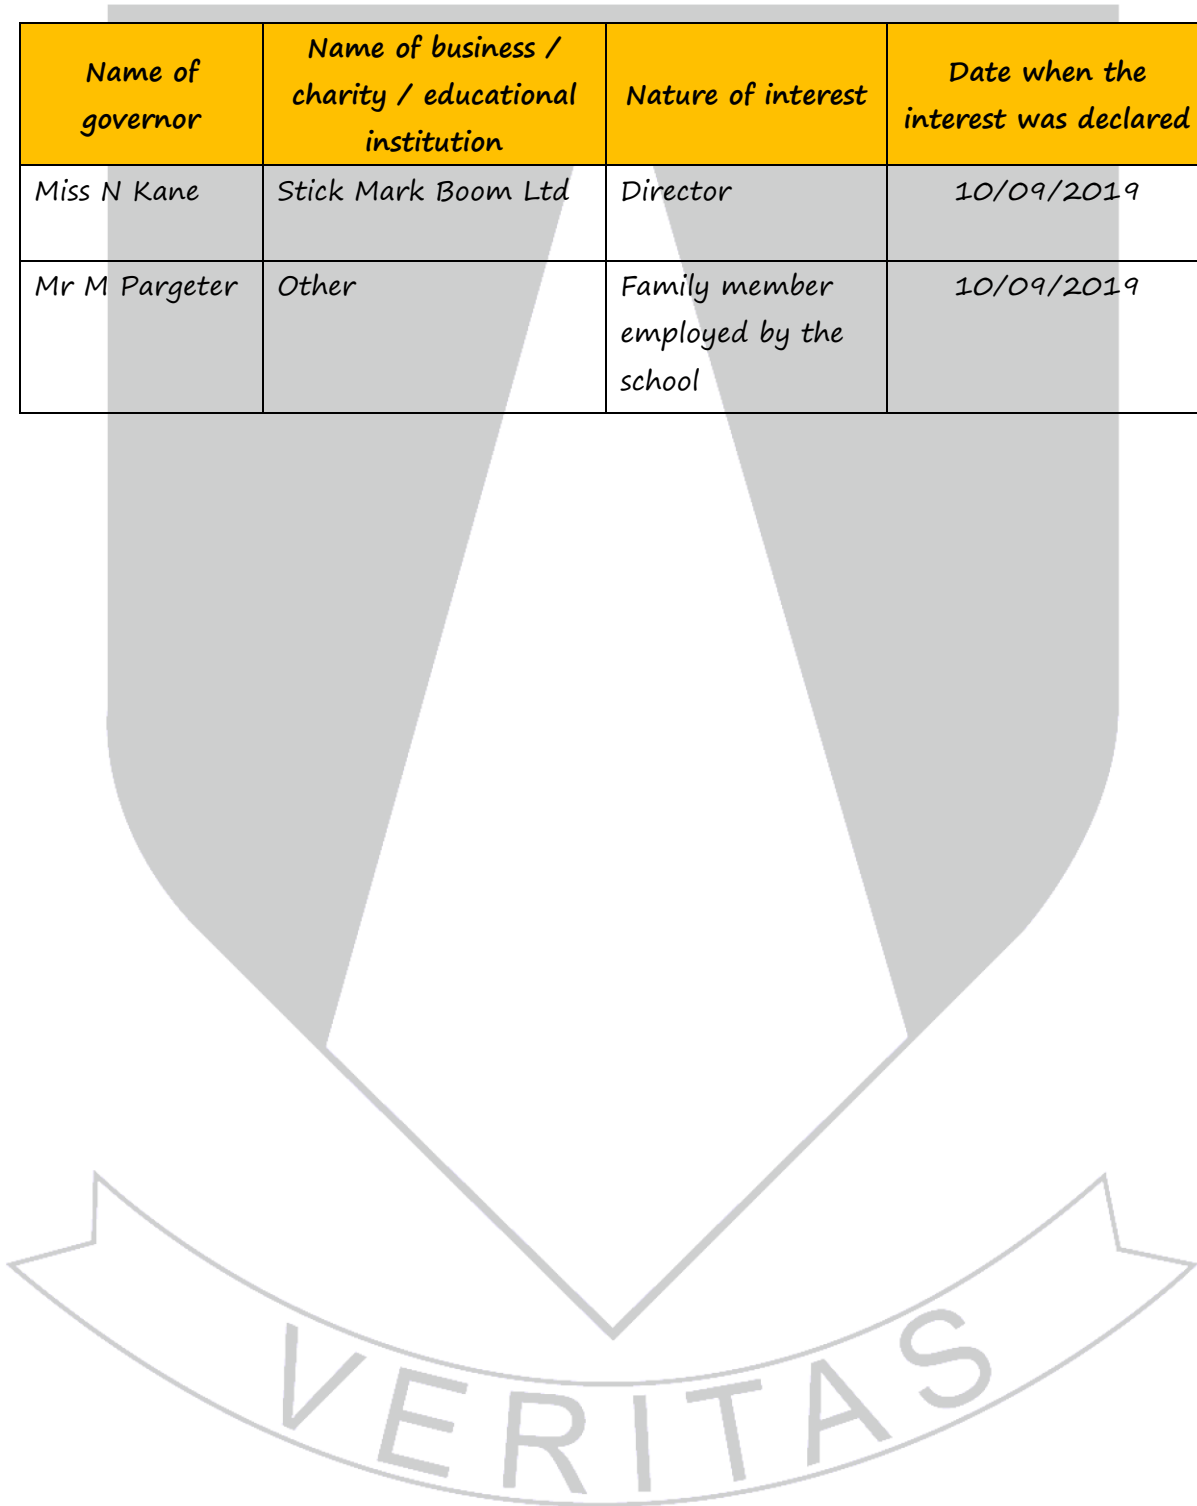 Name of governor
Name of business / charity / educational institution
Nature of interest
Date when the interest was declared
Miss N Kane
Stick Mark Boom Ltd
Director
10/09/2019
Mr M Pargeter
Other
Family member
employed by the
school
10/09/2019
VERITAS